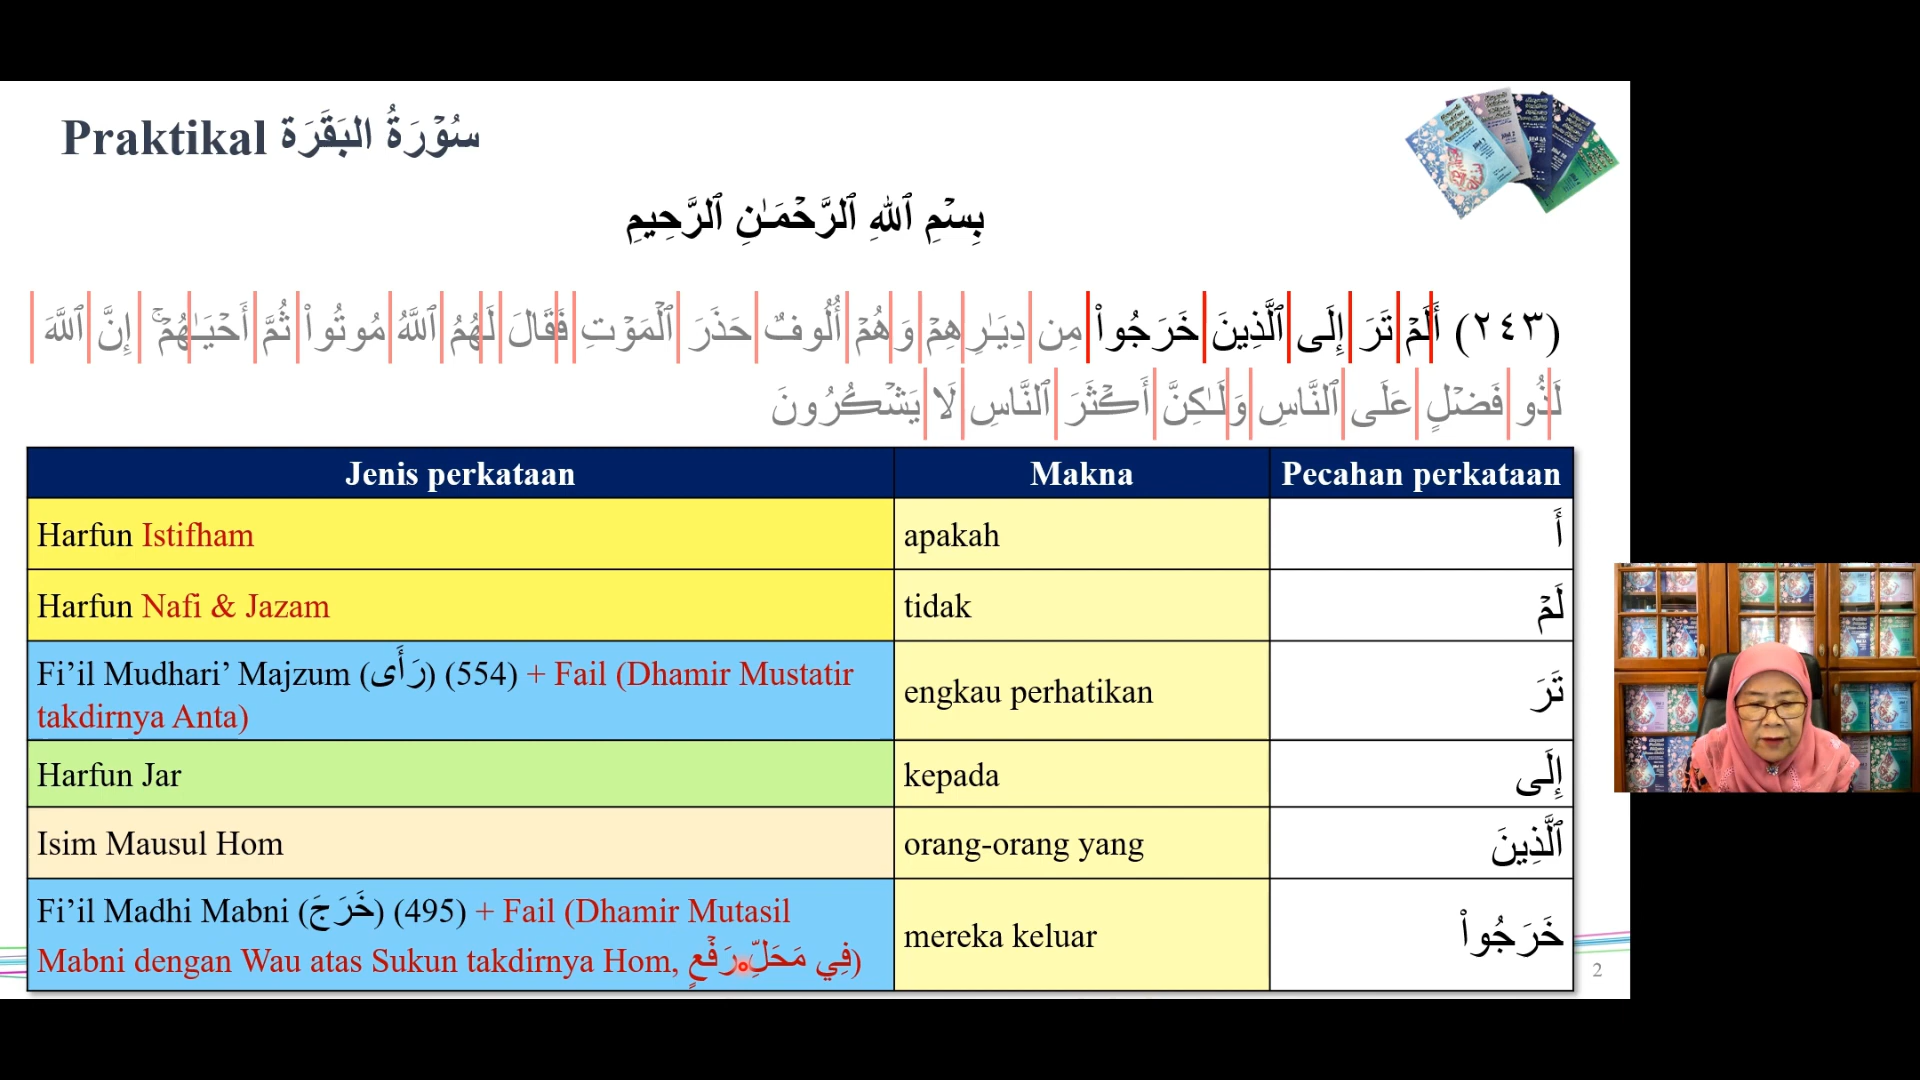 Praktikal سُوْرَةُ البَقَرَة
بِسْمِ ٱللهِ ٱلرَّحْمَـٰنِ ٱلرَّحِيمِ
(٢٤٣) أَلَمْ تَرَ إِلَى ٱلَّذِينَ خَرَجُوا۟ مِن دِيَـٰرِهِمْ وَهُمْ أُلُوفٌ حَذَرَ ٱلْمَوْتِ فَقَالَ لَهُمُ ٱللَّهُ مُوتُوا۟ ثُمَّ أَحْيَـٰهُمْ ۚ إِنَّ ٱللَّهَ
لَذُو فَضْلٍ عَلَى ٱلنَّاسِ وَلَـٰكِنَّ أَكْثَرَ ٱلنَّاسِ لَا يَشْكُرُونَ
Jenis perkataan Makna Pecahan perkataan
Harfun Istifham apakah أَ
Harfun Nafi & Jazam tidak لَمْ
Fi’il Mudhari’ Majzum (رَأَى) (554) + Fail (Dhamir Mustatir
takdirnya Anta) engkau perhatikan تَرَ
Harfun Jar kepada إِلَى
Isim Mausul Hom orang-orang yang ٱلَّذِينَ
Fi’il Madhi Mabni (خَرَجَ) (495) + Fail (Dhamir Mutasil
Mabni dengan Wau atas Sukun takdirnya Hom, فِي مَحَلِّ رَفْعٍ) mereka keluar خَرَجُوا۟
2